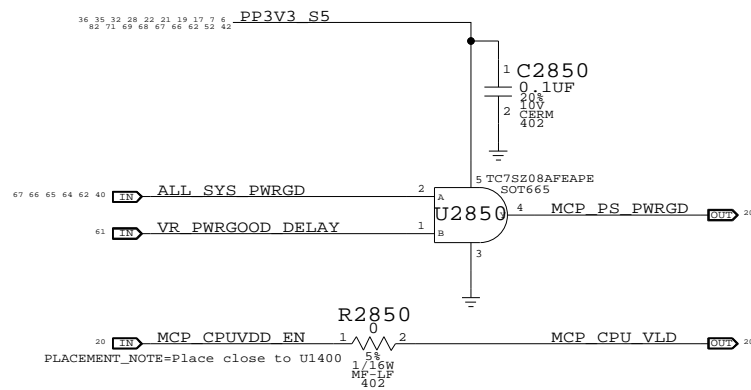 36 35 32 28 22 21 19 17 7 6
82 71 69 68 67 66 62 52 42
PP3V3_S5
1 C2850
0.1UF
20%
10V
2 CERM
402
5 TC7SZ08AFEAPE
SOT665
67 66 65 64 62 40 IN ALL_SYS_PWRGD 2 A
U2850 Y 4 MCP_PS_PWRGD OUT 20
61 IN VR_PWRGOOD_DELAY 1 B
3
R2850
0
20 IN MCP_CPUVDD_EN 1 2 MCP_CPU_VLD OUT 20
PLACEMENT_NOTE=Place close to U1400
5%
1/16W
MF-LF
402